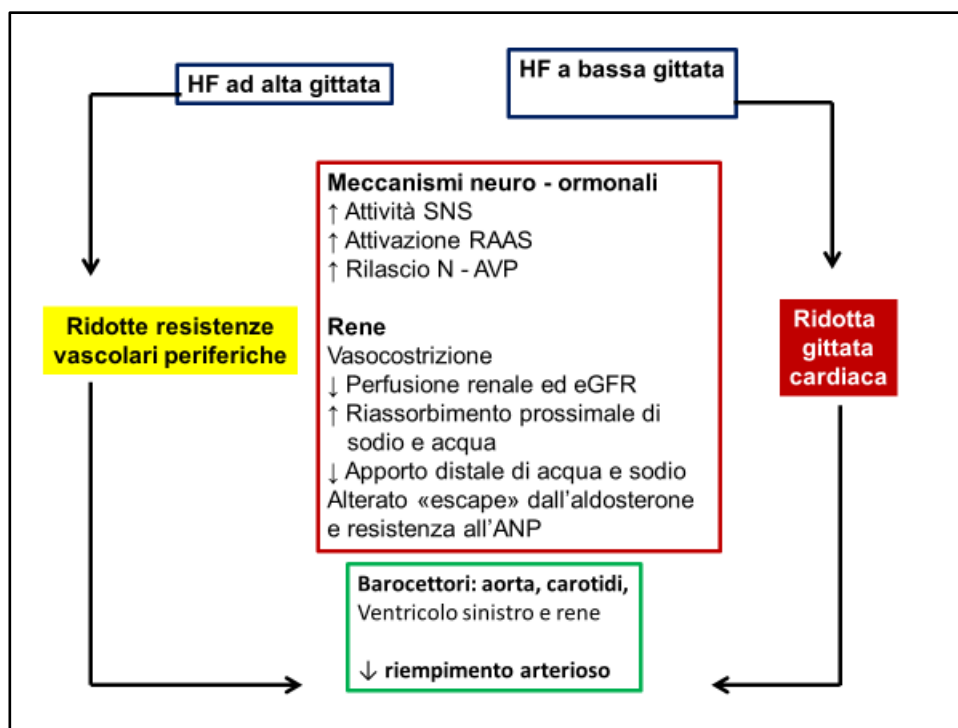 HF ad alta gittata
HF a bassa gittata
Meccanismi neuro - ormonali
↑ Attività SNS
↑ Attivazione RAAS
↑ Rilascio N - AVP
Rene
Vasocostrizione
↓ Perfusione renale ed eGFR
↑ Riassorbimento prossimale di
sodio e acqua
↓ Apporto distale di acqua e sodio
Alterato «escape» dall'aldosterone
e resistenza all'ANP
Ridotte resistenze
vascolari periferiche
Ridotta
gittata
cardiaca
Barocettori: aorta, carotidi,
Ventricolo sinistro e rene
↓ riempimento arterioso